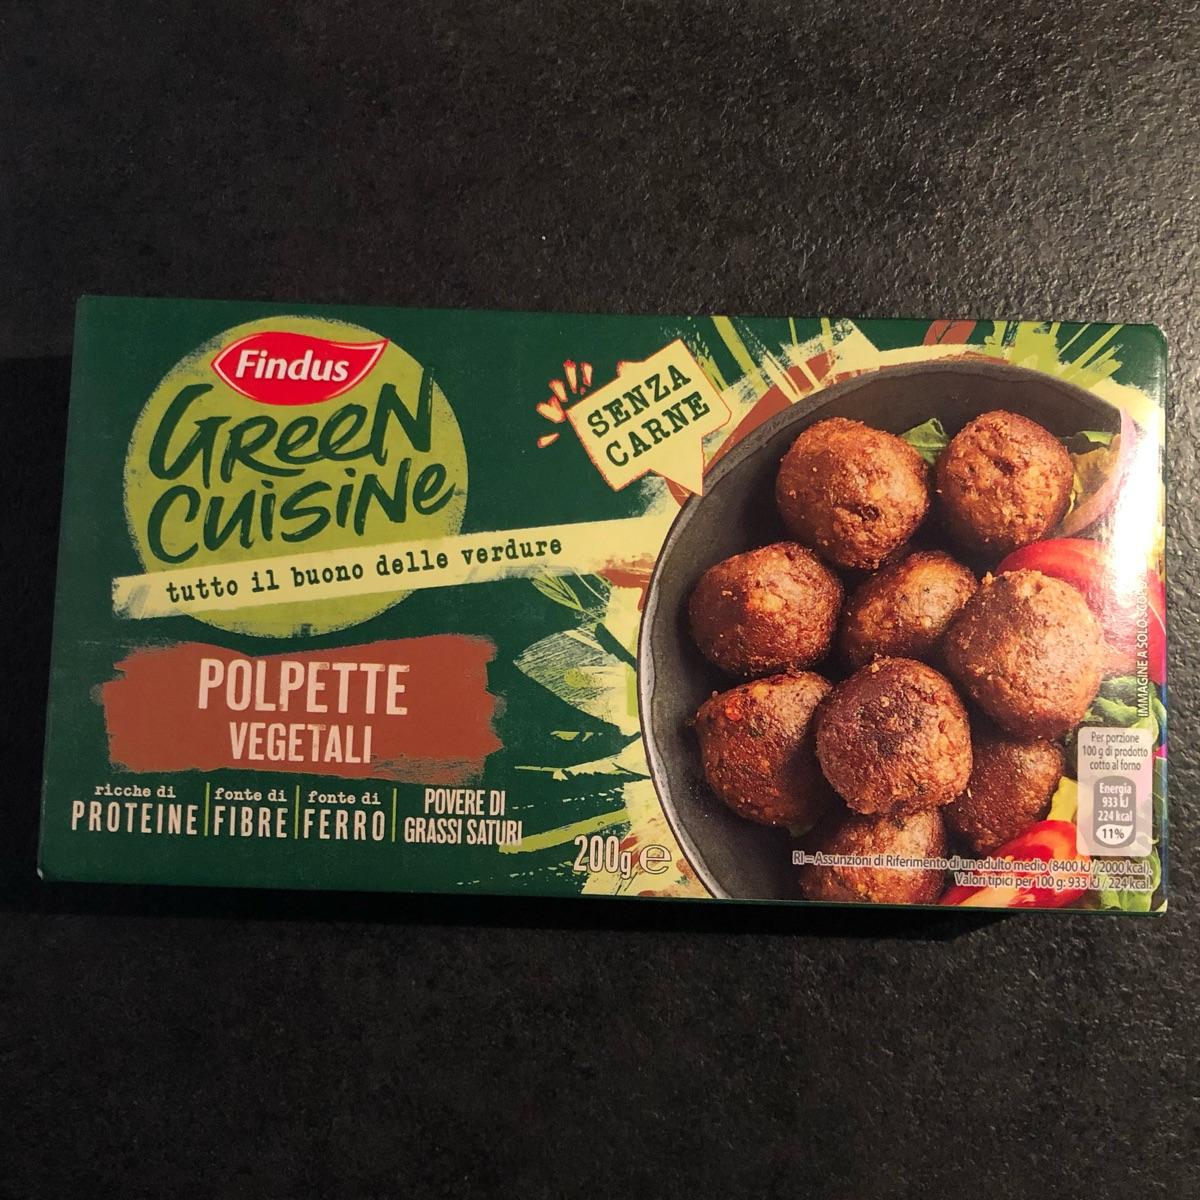 Findus
GREEN
CUISINE
tutto il buono delle verdure
SENZA
CARNE
POLPETTE
VEGETALI
ricche di
PROTEINE
fonte di
FIBRE
fonte di
FERRO
POVERE DI
GRASSI SATURI
200g e
IMMAGINE A SOLO SCOPO
Per porzione
100 g di prodotto
cotto al forno
Energia
933 kJ
224 kcal
11%
RI=Assunzioni di Riferimento di un adulto medio (8400 kJ / 2000 kcal).
Valori tipici per 100 g: 933 kJ / 224 kcal.